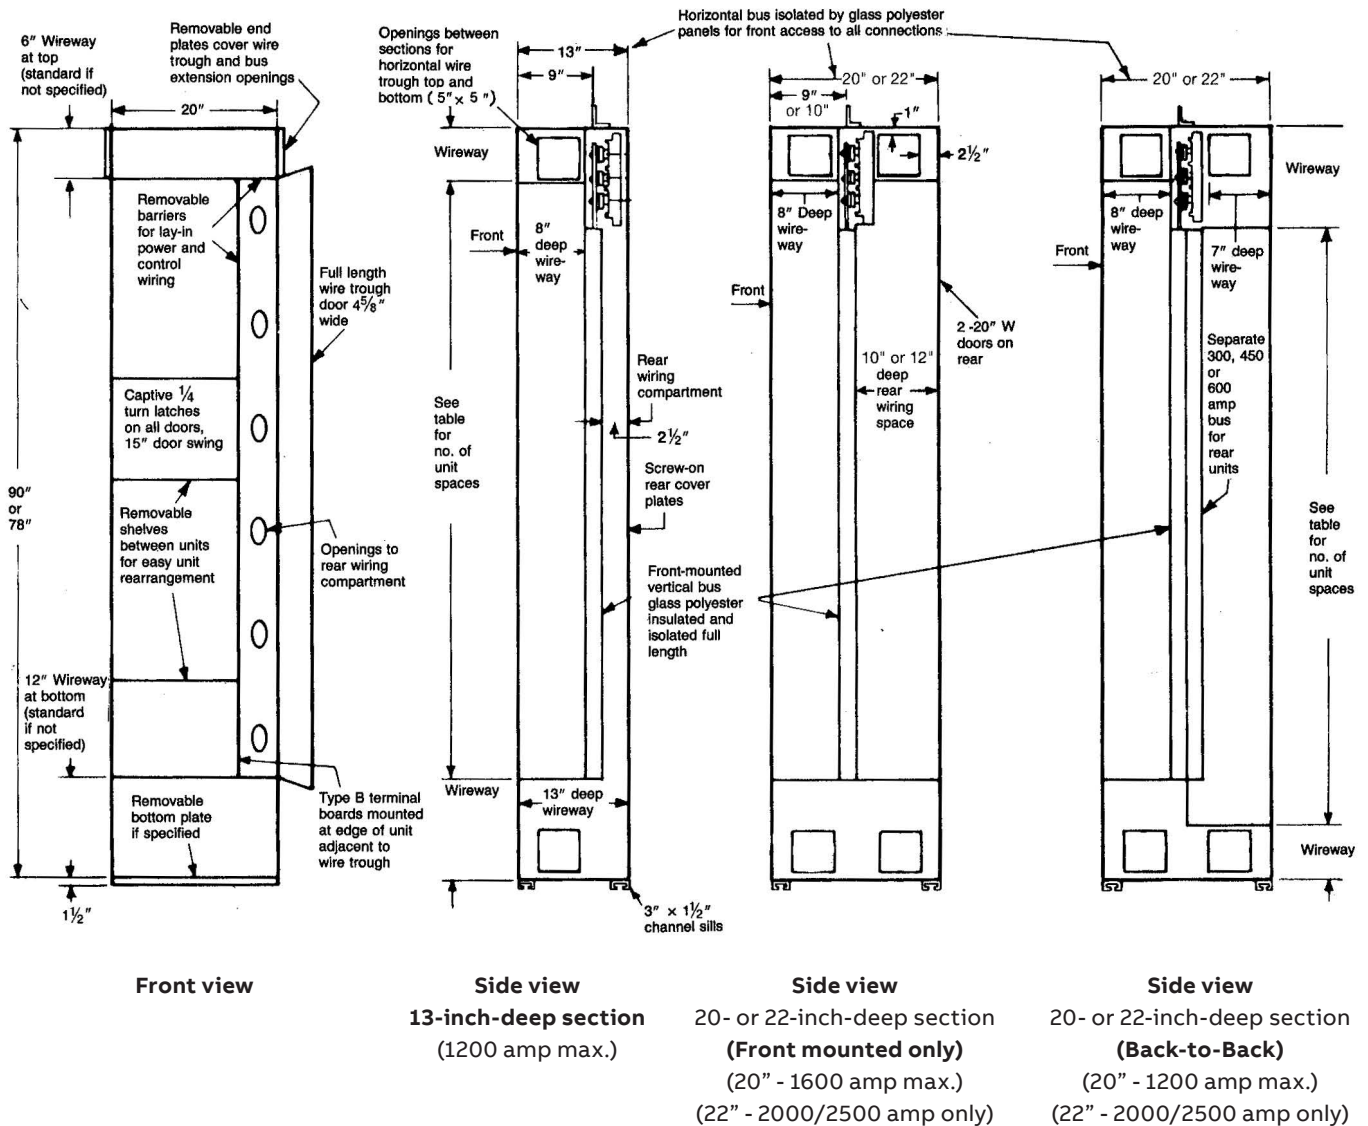 6" Wireway
at top
(standard if
not specified)
Removable end
plates cover wire
trough and bus
extension openings
20"
Removable
barriers
for lay-in
power and
control
wiring
Full length
wire trough
door 4 5/8"
wide
Captive 1/4
turn latches
on all doors,
15" door swing
90"
or
78"
Removable
shelves
between units
for easy unit
rearrangement
Openings to
rear wiring
compartment
12" Wireway
at bottom
(standard
if not
specified)
Removable
bottom plate
if specified
Type B terminal
boards mounted
at edge of unit
adjacent to
wire trough
1 1/2"
Openings between
sections for
horizontal wire
trough top and
bottom ( 5" × 5 ")
13"
9"
Wireway
Front
8"
deep
wire-
way
See
table
for
no. of
unit
spaces
Rear
wiring
compartment
2 1/2"
Screw-on
rear cover
plates
Front-mounted
vertical bus
glass polyester
insulated and
isolated full
length
Wireway
13" deep
wireway
3" × 1 1/2"
channel sills
Horizontal bus isolated by glass polyester
panels for front access to all connections
20" or 22"
9"
or 10"
1"
2 1/2"
8" Deep
wire-
way
Front
2 -20" W
doors on
rear
10" or 12"
deep
rear
wiring
space
20" or 22"
Wireway
8" deep
wire-
way
7" deep
wire-
way
Front
Separate
300, 450
or
600
amp
bus
for
rear
units
See
table
for
no. of
unit
spaces
Wireway
Front view
Side view
13-inch-deep section
(1200 amp max.)
Side view
20- or 22-inch-deep section
(Front mounted only)
(20” - 1600 amp max.)
(22” - 2000/2500 amp only)
Side view
20- or 22-inch-deep section
(Back-to-Back)
(20” - 1200 amp max.)
(22” - 2000/2500 amp only)